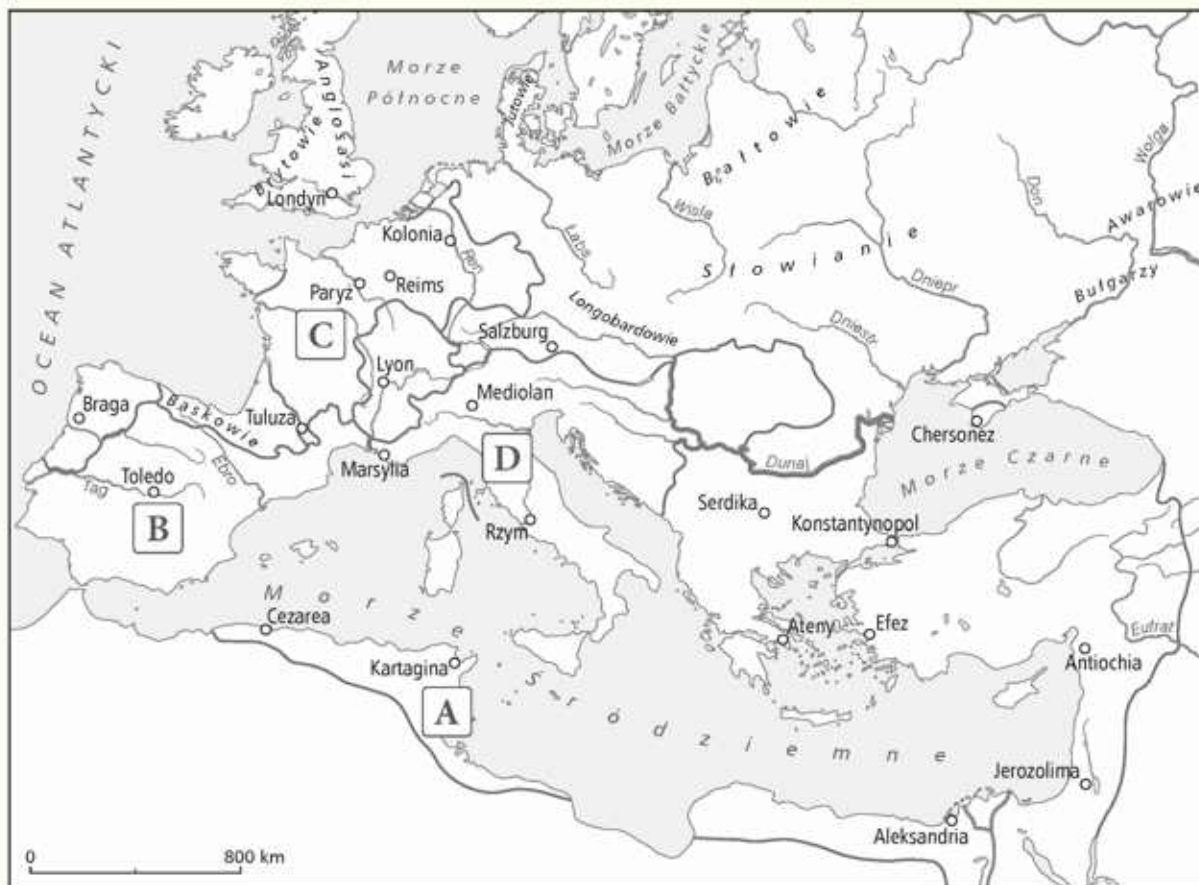 OCEAN ATLANTYCKI
Morze
Północne
Morze Bałtyckie
Anglosasi
Brytowie
Jutowie
Bałtowie
Londyn
Kolonia
Ren
Łaba
Wisła
Słowianie
Don
Wołga
Awarowie
Bułgarzy
Dniepr
Dniestr
Paryż
Reims
C
Longobardowie
Salzburg
Lyon
Mediolan
Braga
Baskowie
Tuluza
Marsylia
D
Ebro
Toledo
Tag
B
Rzym
Dunaj
Serdika
Konstantynopol
Chersonez
Morze Czarne
Cezarea
Kartagina
A
Morze
Śródziemne
Ateny
Efez
Eufrat
Antiochia
Jerozolima
Aleksandria
0 800 km